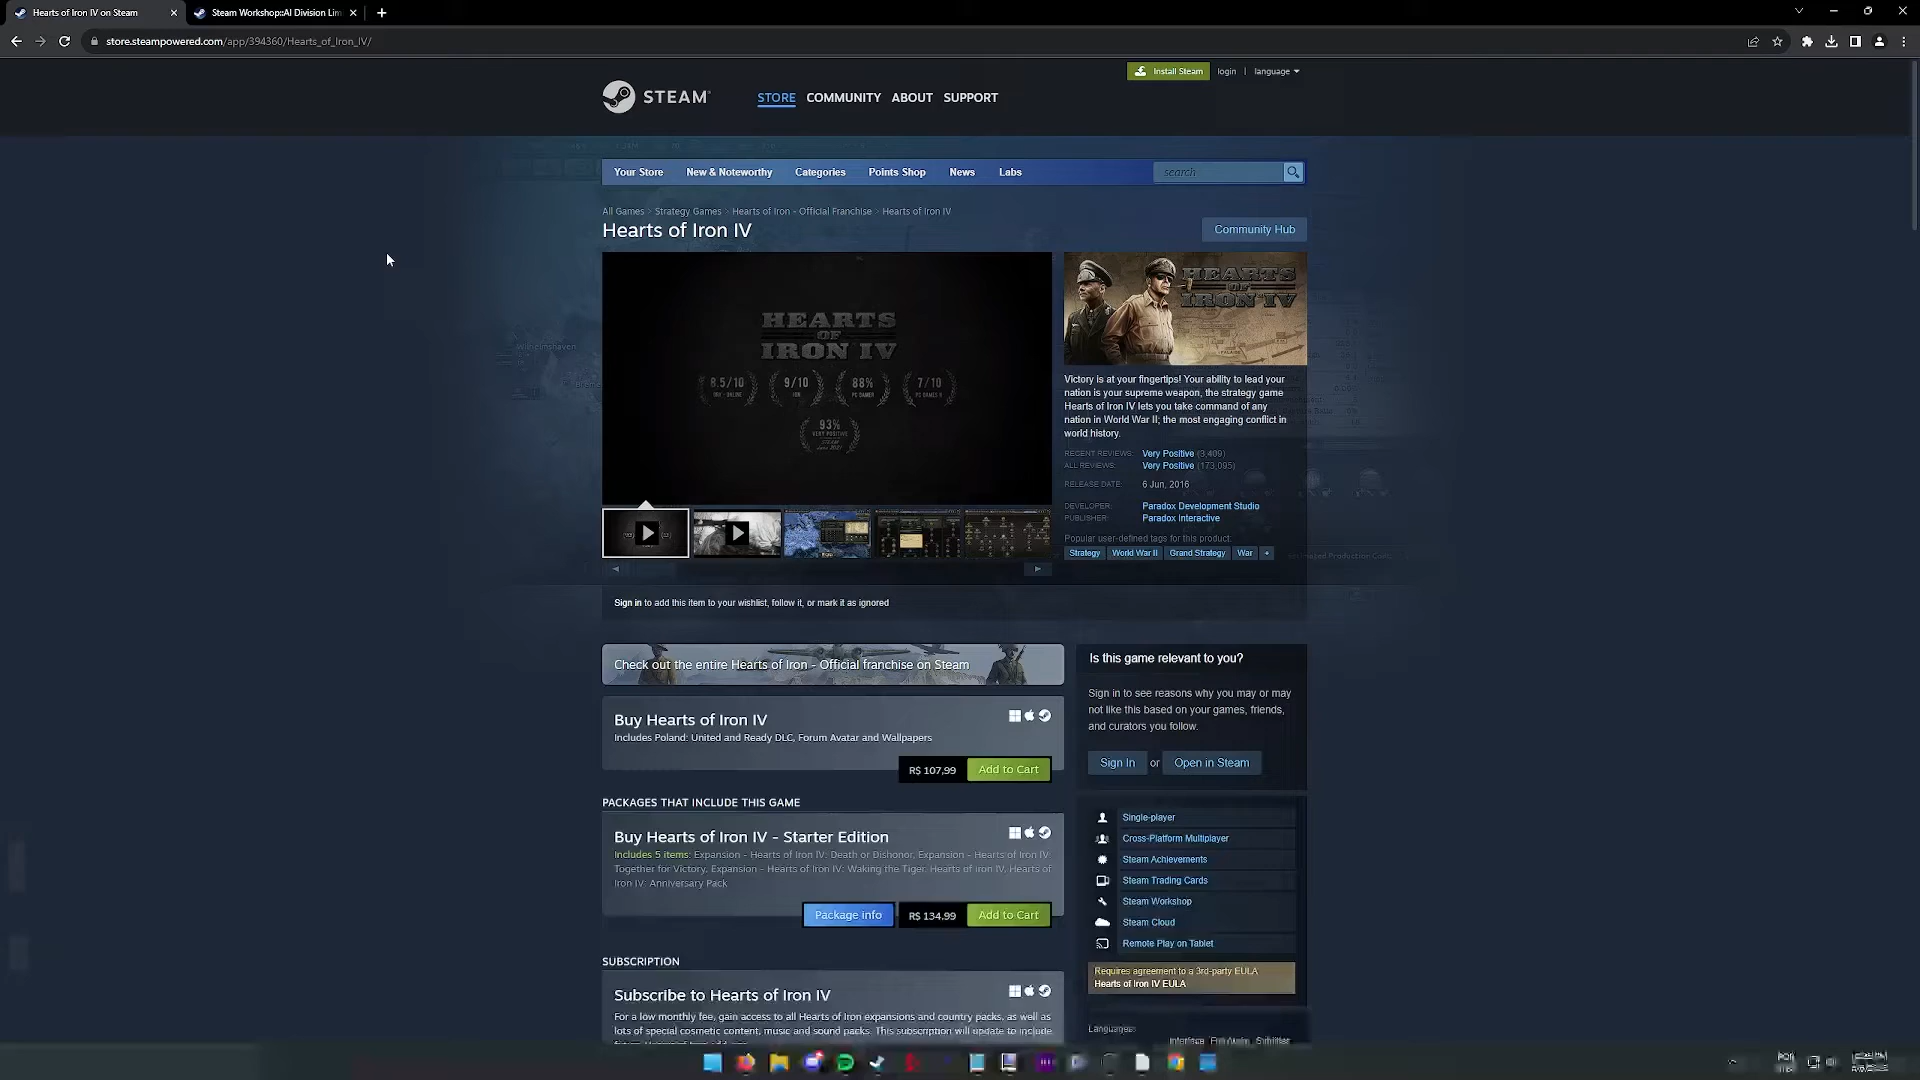 Hearts of Iron IV on Steam
Steam Workshop::AI Division Lim
store.steampowered.com/app/394360/Hearts_of_Iron_IV/
Install Steam
login | language
STEAM
STORE COMMUNITY ABOUT SUPPORT
Your Store New & Noteworthy Categories Points Shop News Labs
search
All Games > Strategy Games > Hearts of Iron - Official Franchise > Hearts of Iron IV
Hearts of Iron IV
Community Hub
HEARTS
OF
IRON IV
8.5/10 9/10 88% 7/10
PC GAMER
93%
VERY POSITIVE
STEAM
HEARTS
OF
IRON IV
Victory is at your fingertips! Your ability to lead your
nation is your supreme weapon, the strategy game
Hearts of Iron IV lets you take command of any
nation in World War II; the most engaging conflict in
world history.
RECENT REVIEWS: Very Positive (3,409)
ALL REVIEWS: Very Positive (173,095)
RELEASE DATE: 6 Jun, 2016
DEVELOPER: Paradox Development Studio
PUBLISHER: Paradox Interactive
Popular user-defined tags for this product:
Strategy World War II Grand Strategy War +
Wilhelmshaven
Sign in to add this item to your wishlist, follow it, or mark it as ignored
Check out the entire Hearts of Iron - Official franchise on Steam
Buy Hearts of Iron IV
Includes Poland: United and Ready DLC, Forum Avatar and Wallpapers
R$ 107,99 Add to Cart
PACKAGES THAT INCLUDE THIS GAME
Buy Hearts of Iron IV - Starter Edition
Includes 5 items: Expansion - Hearts of Iron IV: Death or Dishonor, Expansion - Hearts of Iron IV:
Together for Victory, Expansion - Hearts of Iron IV: Waking the Tiger, Hearts of Iron IV, Hearts of
Iron IV: Anniversary Pack
Package info R$ 134,99 Add to Cart
SUBSCRIPTION
Subscribe to Hearts of Iron IV
For a low monthly fee, gain access to all Hearts of Iron expansions and country packs, as well as
lots of special cosmetic content, music and sound packs. This subscription will update to include
Is this game relevant to you?
Sign in to see reasons why you may or may
not like this based on your games, friends,
and curators you follow.
Sign In or Open in Steam
Single-player
Cross-Platform Multiplayer
Steam Achievements
Steam Trading Cards
Steam Workshop
Steam Cloud
Remote Play on Tablet
Requires agreement to a 3rd-party EULA
Hearts of Iron IV EULA
Languages:
Interface Full Audio Subtitles